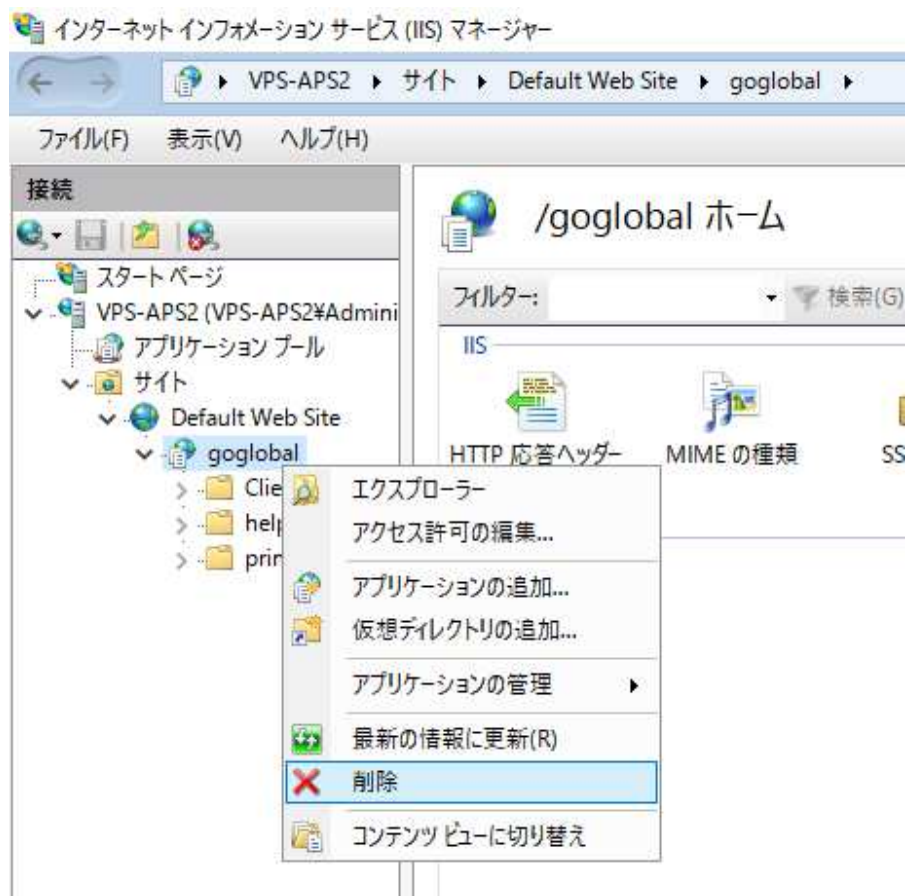 インターネット インフォメーション サービス (IIS) マネージャー
VPS-APS2 サイト Default Web Site goglobal
ファイル(F) 表示(V) ヘルプ(H)
接続
スタート ページ
VPS-APS2 (VPS-APS2¥Admini
アプリケーション プール
サイト
Default Web Site
goglobal
Clie
help
prin
/goglobal ホーム
フィルター: 検索(G)
IIS
HTTP 応答ヘッダー MIME の種類 SS
エクスプローラー
アクセス許可の編集...
アプリケーションの追加...
仮想ディレクトリの追加...
アプリケーションの管理
最新の情報に更新(R)
削除
コンテンツ ビューに切り替え